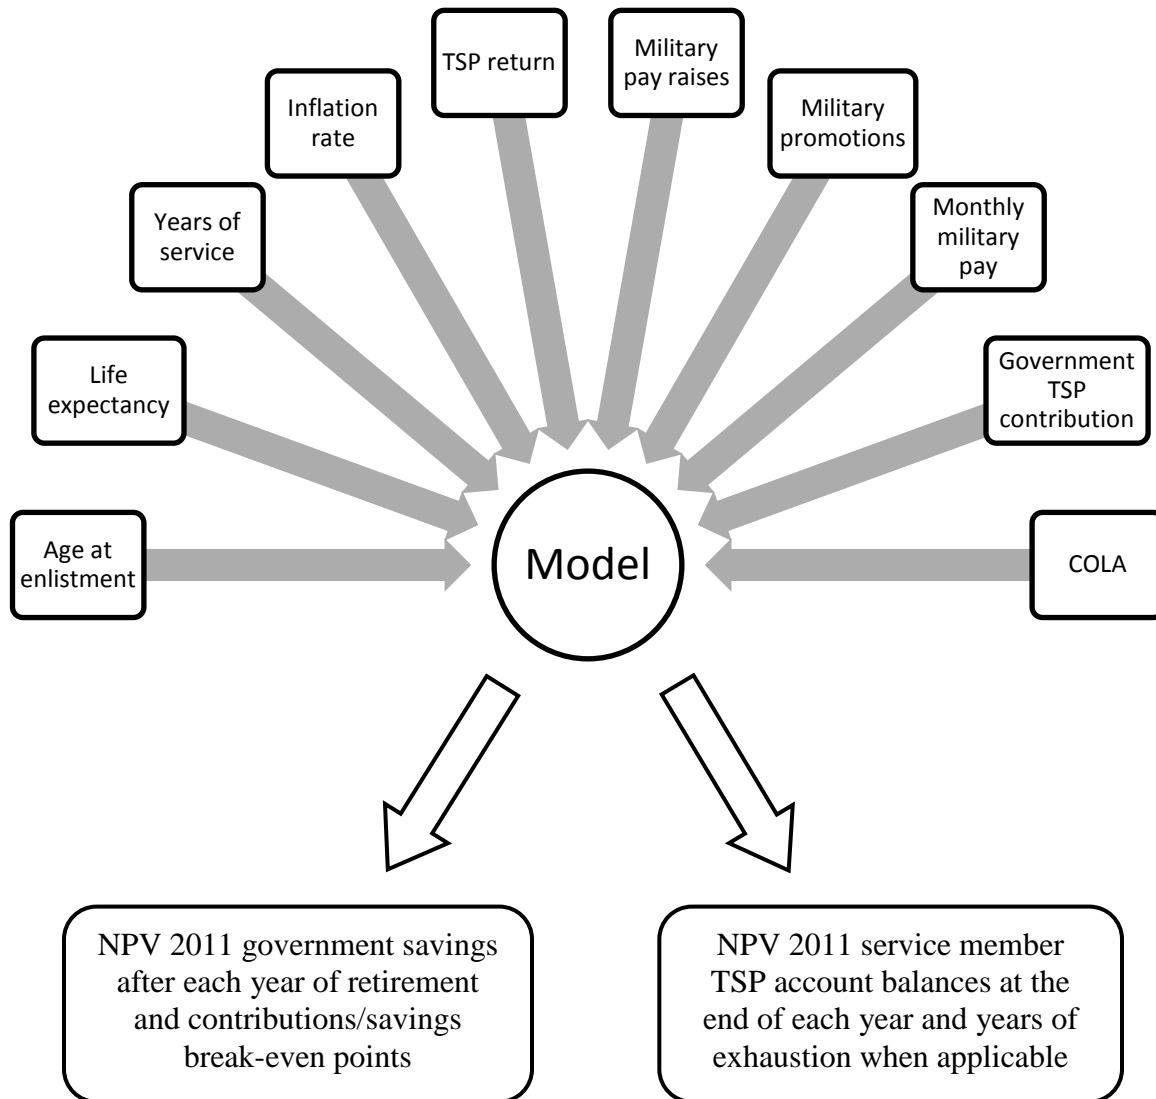 TSP return
Military
pay raises
Inflation
rate
Military
promotions
Years of
service
Monthly
military
pay
Life
expectancy
Government
TSP
contribution
Age at
enlistment
Model
COLA
NPV 2011 government savings
after each year of retirement
and contributions/savings
break-even points
NPV 2011 service member
TSP account balances at the
end of each year and years of
exhaustion when applicable